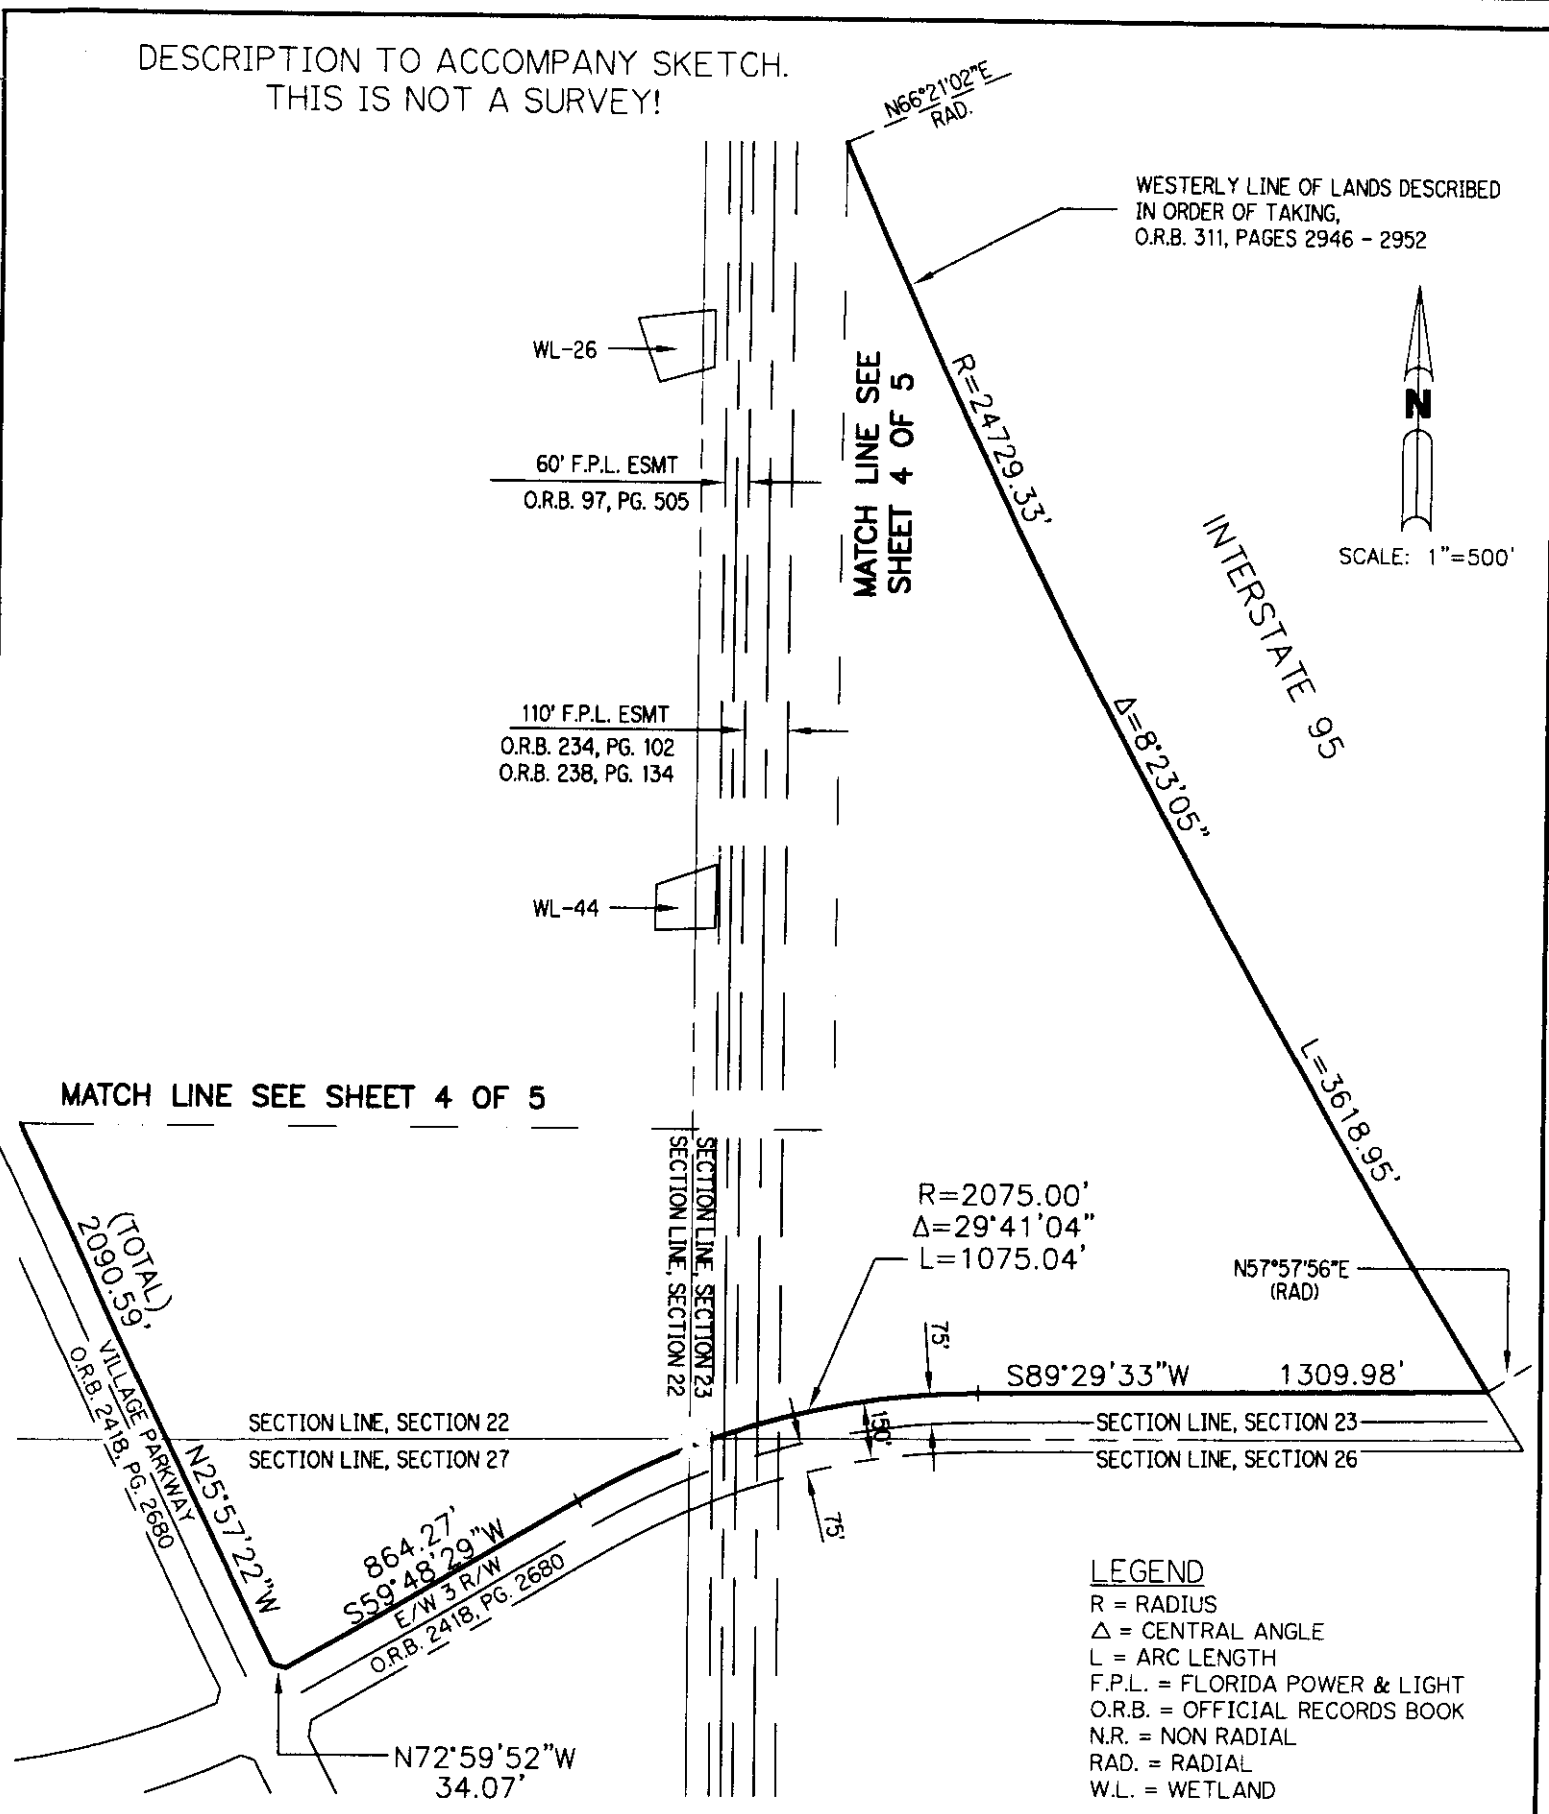 DESCRIPTION TO ACCOMPANY SKETCH.
THIS IS NOT A SURVEY!
N66°21'02"E
RAD.
WESTERLY LINE OF LANDS DESCRIBED
IN ORDER OF TAKING,
O.R.B. 311, PAGES 2946 - 2952
WL-26
MATCH LINE SEE
SHEET 4 OF 5
R=24729.33'
N
SCALE: 1"=500'
60' F.P.L. ESMT
O.R.B. 97, PG. 505
INTERSTATE 95
110' F.P.L. ESMT
O.R.B. 234, PG. 102
O.R.B. 238, PG. 134
Δ=8°23'05"
WL-44
L=3618.95'
MATCH LINE SEE SHEET 4 OF 5
SECTION LINE, SECTION 23
SECTION LINE, SECTION 22
R=2075.00'
Δ=29°41'04"
L=1075.04'
N57°57'56"E
(RAD)
(TOTAL)
2090.59'
VILLAGE PARKWAY
O.R.B. 2418, PG. 2680
N25°57'22"W
75'
S89°29'33"W 1309.98'
150'
SECTION LINE, SECTION 22
SECTION LINE, SECTION 27
SECTION LINE, SECTION 23
SECTION LINE, SECTION 26
75'
864.27'
S59°48'29"W
E/W 3 R/W
O.R.B. 2418, PG. 2680
N72°59'52"W
34.07'
LEGEND
R = RADIUS
Δ = CENTRAL ANGLE
L = ARC LENGTH
F.P.L. = FLORIDA POWER & LIGHT
O.R.B. = OFFICIAL RECORDS BOOK
N.R. = NON RADIAL
RAD. = RADIAL
W.L. = WETLAND